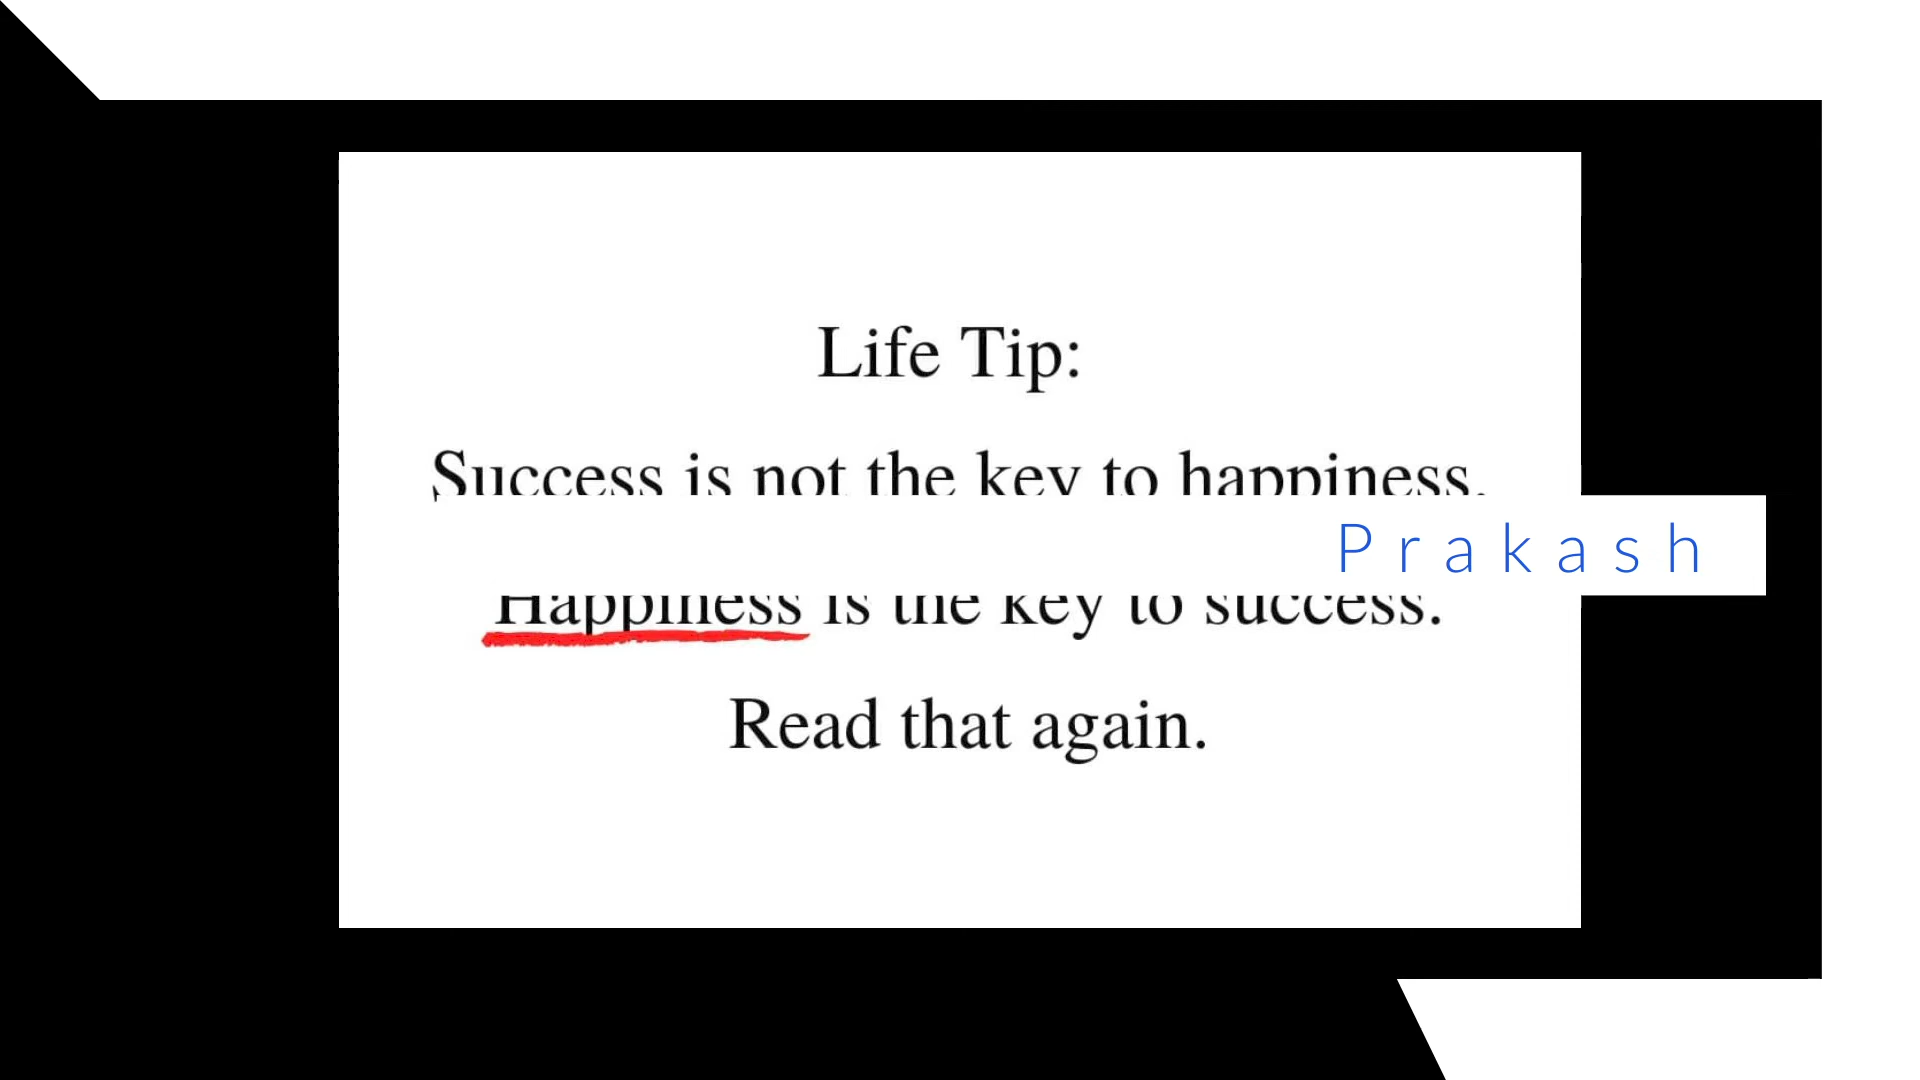 Life Tip:
Success is not the key to happiness.
Prakash
Happiness is the key to success.
Read that again.